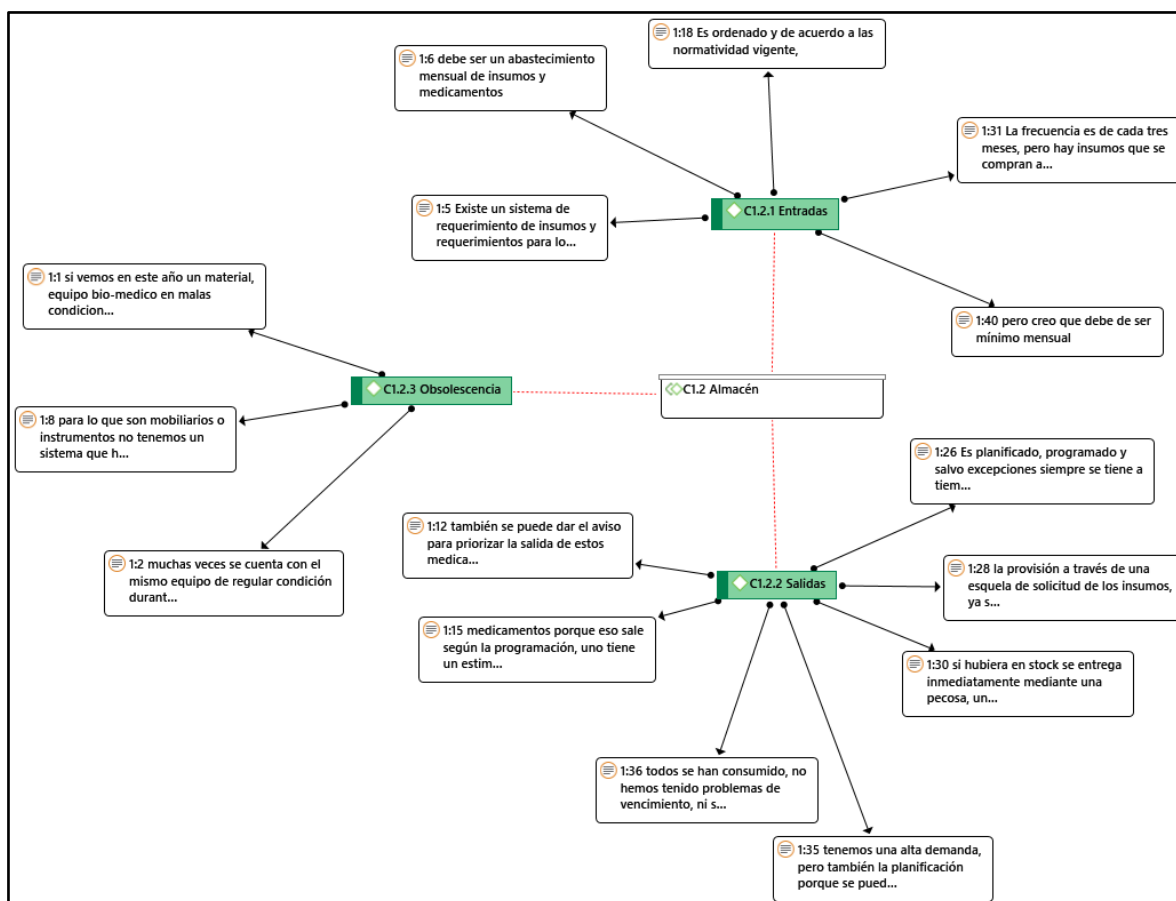 1:18 Es ordenado y de acuerdo a las
normatividad vigente,
1:6 debe ser un abastecimiento
mensual de insumos y
medicamentos
1:31 La frecuencia es de cada tres
meses, pero hay insumos que se
compran a...
C1.2.1 Entradas
1:5 Existe un sistema de
requerimiento de insumos y
requerimientos para lo...
1:1 si vemos en este año un material,
equipo bio-medico en malas
condicion...
1:40 pero creo que debe de ser
mínimo mensual
C1.2.3 Obsolescencia
C1.2 Almacén
1:8 para lo que son mobiliarios o
instrumentos no tenemos un
sistema que h...
1:26 Es planificado, programado y
salvo excepciones siempre se tiene a
tiem...
1:12 también se puede dar el aviso
para priorizar la salida de estos
medica...
1:2 muchas veces se cuenta con el
mismo equipo de regular condición
durant...
C1.2.2 Salidas
1:28 la provisión a través de una
esquela de solicitud de los insumos,
ya s...
1:15 medicamentos porque eso sale
según la programación, uno tiene
un estim...
1:30 si hubiera en stock se entrega
inmediatamente mediante una
pecosa, un...
1:36 todos se han consumido, no
hemos tenido problemas de
vencimiento, ni s...
1:35 tenemos una alta demanda,
pero también la planificación
porque se pued...